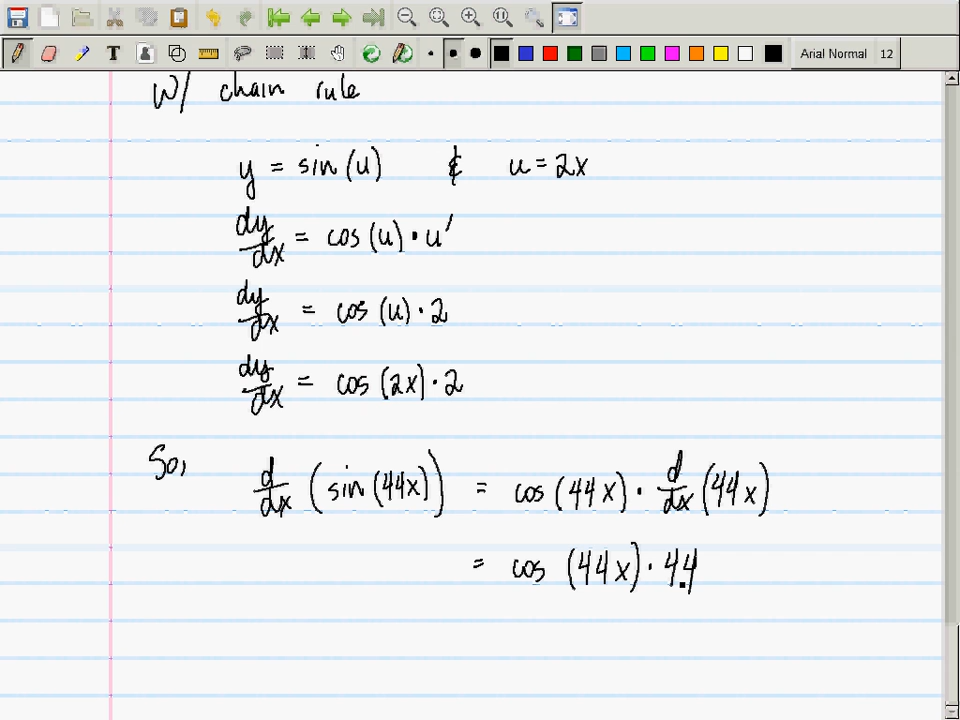 Arial Normal 12
W/ chain rule
y = sin(u) & u = 2x
dy/dx = cos(u) · u'
dy/dx = cos(u) · 2
dy/dx = cos(2x) · 2
So, d/dx (sin(44x)) = cos(44x) · d/dx (44x)
= cos(44x) · 44